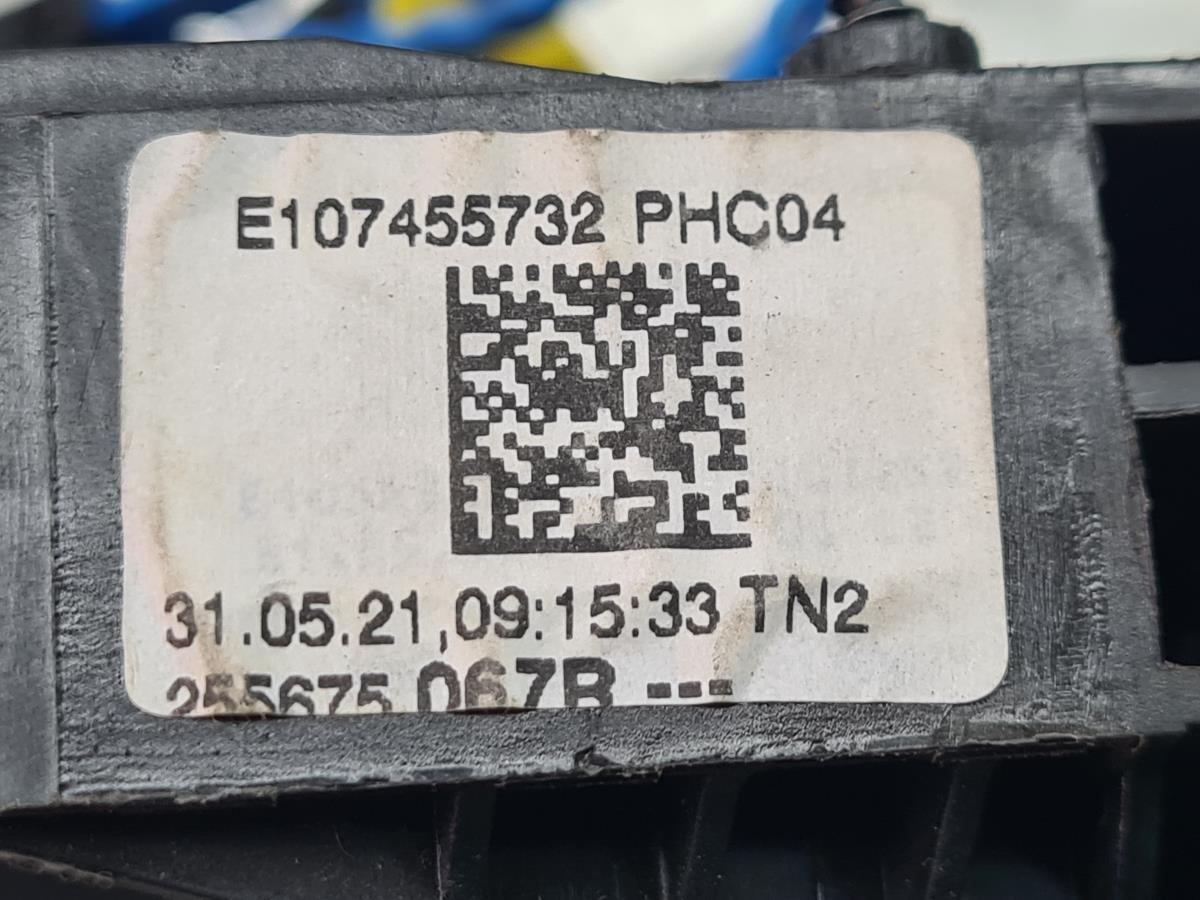 E107455732 PHC04
31.05.21,09:15:33 TN2
255675 067B ---